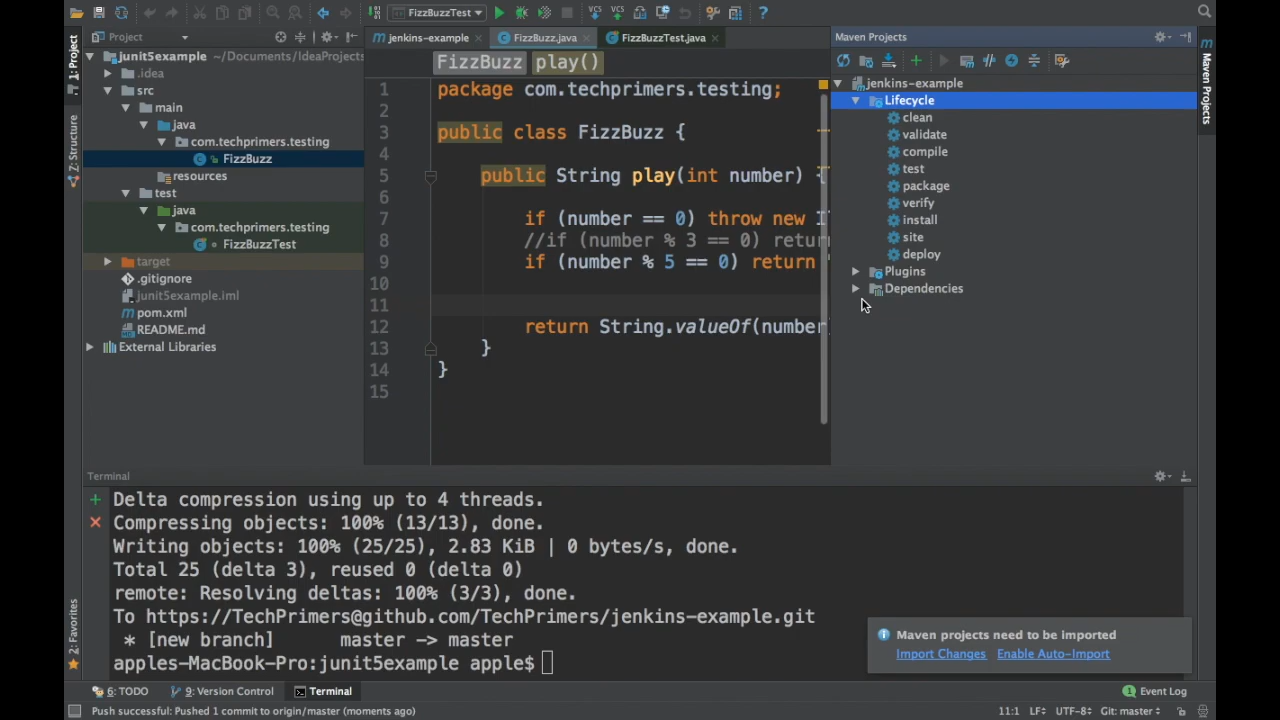 FizzBuzzTest
Project
jenkins-example
FizzBuzz.java
FizzBuzzTest.java
Maven Projects
1: Project
Z: Structure
2: Favorites
Maven Projects
junit5example ~/Documents/IdeaProjects
.idea
src
main
java
com.techprimers.testing
FizzBuzz
resources
test
java
com.techprimers.testing
FizzBuzzTest
target
.gitignore
junit5example.iml
pom.xml
README.md
External Libraries
FizzBuzz play()
1 package com.techprimers.testing;
2
3 public class FizzBuzz {
4
5 public String play(int number) {
6
7 if (number == 0) throw new I
8 //if (number % 3 == 0) retur
9 if (number % 5 == 0) return "
10
11
12 return String.valueOf(number
13 }
14 }
15
jenkins-example
Lifecycle
clean
validate
compile
test
package
verify
install
site
deploy
Plugins
Dependencies
Terminal
Delta compression using up to 4 threads.
Compressing objects: 100% (13/13), done.
Writing objects: 100% (25/25), 2.83 KiB | 0 bytes/s, done.
Total 25 (delta 3), reused 0 (delta 0)
remote: Resolving deltas: 100% (3/3), done.
To https://TechPrimers@github.com/TechPrimers/jenkins-example.git
* [new branch] master -> master
apples-MacBook-Pro:junit5example apple$
Maven projects need to be imported
Import Changes Enable Auto-Import
6: TODO 9: Version Control Terminal 1 Event Log
Push successful: Pushed 1 commit to origin/master (moments ago) 11:1 LF÷ UTF-8÷ Git: master÷